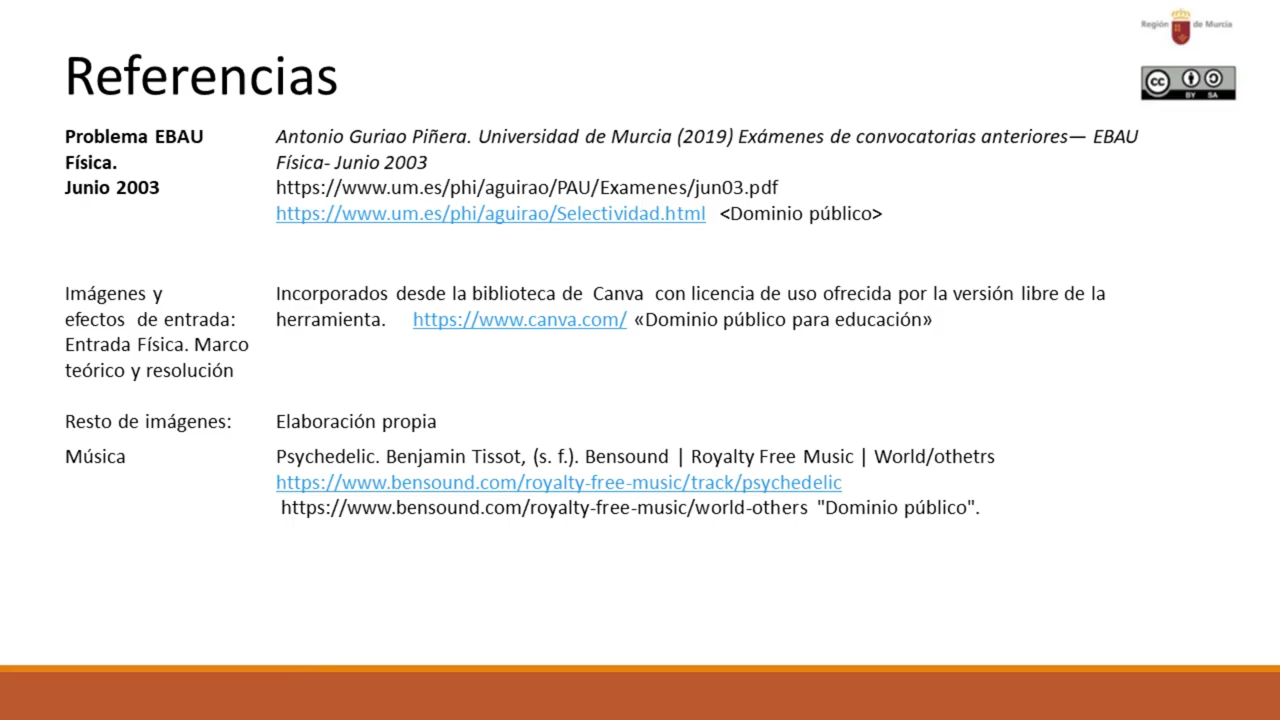 Región de Murcia
Referencias
CC BY SA
Problema EBAU
Física.
Junio 2003
Antonio Guriao Piñera. Universidad de Murcia (2019) Exámenes de convocatorias anteriores— EBAU
Física- Junio 2003
https://www.um.es/phi/aguirao/PAU/Examenes/jun03.pdf
https://www.um.es/phi/aguirao/Selectividad.html <Dominio público>
Imágenes y
efectos de entrada:
Entrada Física. Marco
teórico y resolución
Incorporados desde la biblioteca de Canva con licencia de uso ofrecida por la versión libre de la
herramienta. https://www.canva.com/ «Dominio público para educación»
Resto de imágenes:
Elaboración propia
Música
Psychedelic. Benjamin Tissot, (s. f.). Bensound | Royalty Free Music | World/othetrs
https://www.bensound.com/royalty-free-music/track/psychedelic
https://www.bensound.com/royalty-free-music/world-others "Dominio público".